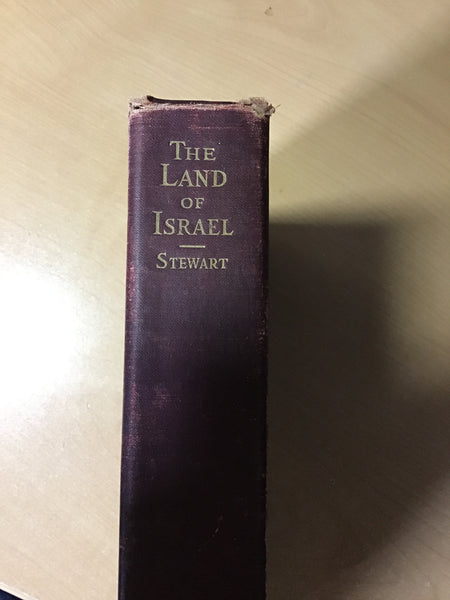 THE
LAND
OF
ISRAEL
STEWART